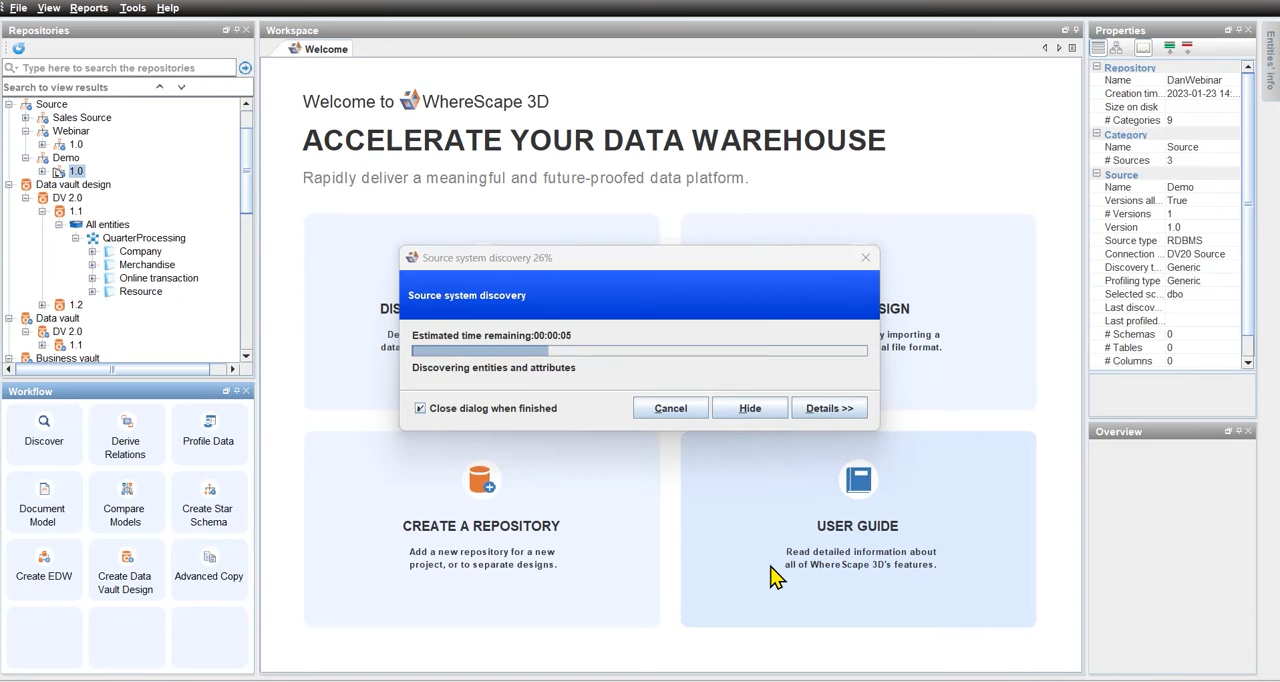 File View Reports Tools Help
Repositories
Type here to search the repositories
Search to view results
Source
Sales Source
Webinar
1.0
Demo
1.0
Data vault design
DV 2.0
1.1
All entities
QuarterProcessing
Company
Merchandise
Online transaction
Resource
1.2
Data vault
DV 2.0
1.1
Business vault
Workflow
Discover
Derive
Relations
Profile Data
Document
Model
Compare
Models
Create Star
Schema
Create EDW
Create Data
Vault Design
Advanced Copy
Workspace
Welcome
Welcome to WhereScape 3D
ACCELERATE YOUR DATA WAREHOUSE
Rapidly deliver a meaningful and future-proofed data platform.
DIS
De
data
SIGN
y importing a
al file format.
Source system discovery 26%
Source system discovery
Estimated time remaining:00:00:05
Discovering entities and attributes
Close dialog when finished
Cancel
Hide
Details >>
CREATE A REPOSITORY
Add a new repository for a new
project, or to separate designs.
USER GUIDE
Read detailed information about
all of WhereScape 3D's features.
Properties
Repository
Name DanWebinar
Creation tim... 2023-01-23 14:...
Size on disk
# Categories 9
Category
Name Source
# Sources 3
Source
Name Demo
Versions all... True
# Versions 1
Version 1.0
Source type RDBMS
Connection ... DV20 Source
Discovery t... Generic
Profiling type Generic
Selected sc... dbo
Last discov...
Last profiled...
# Schemas 0
# Tables 0
# Columns 0
Overview
Entities' info